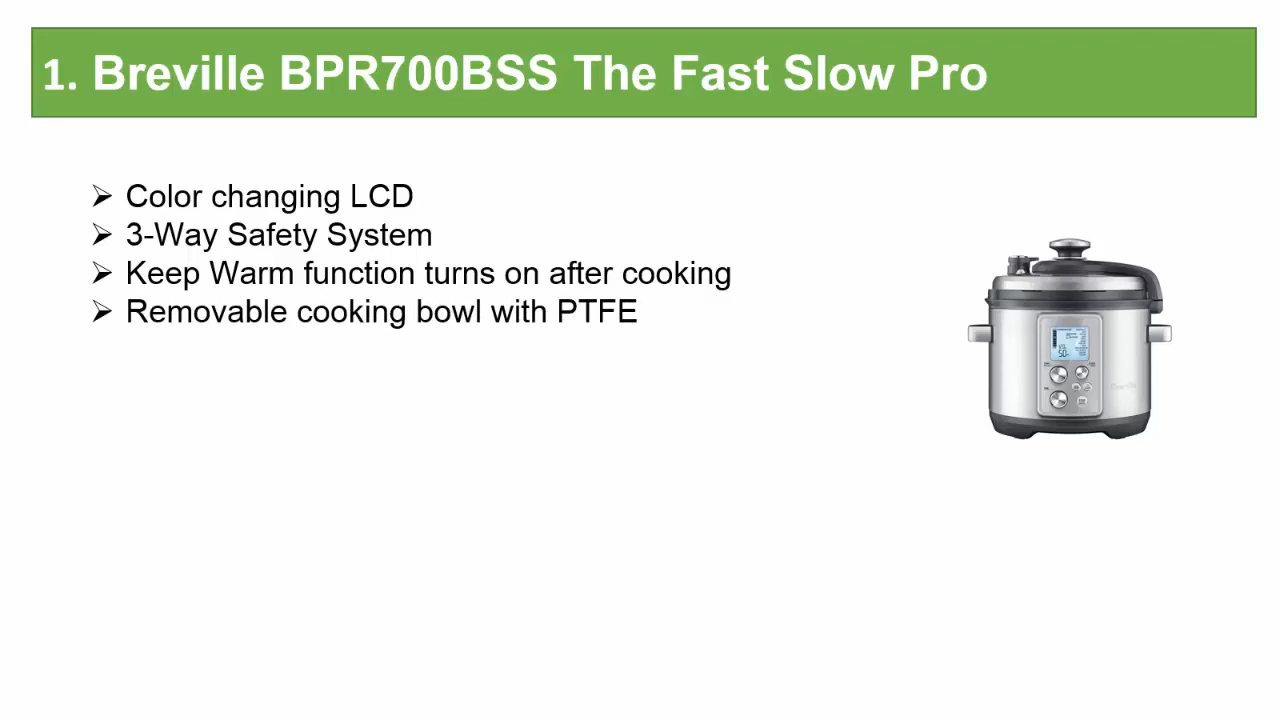 1. Breville BPR700BSS The Fast Slow Pro
Color changing LCD
3-Way Safety System
Keep Warm function turns on after cooking
Removable cooking bowl with PTFE